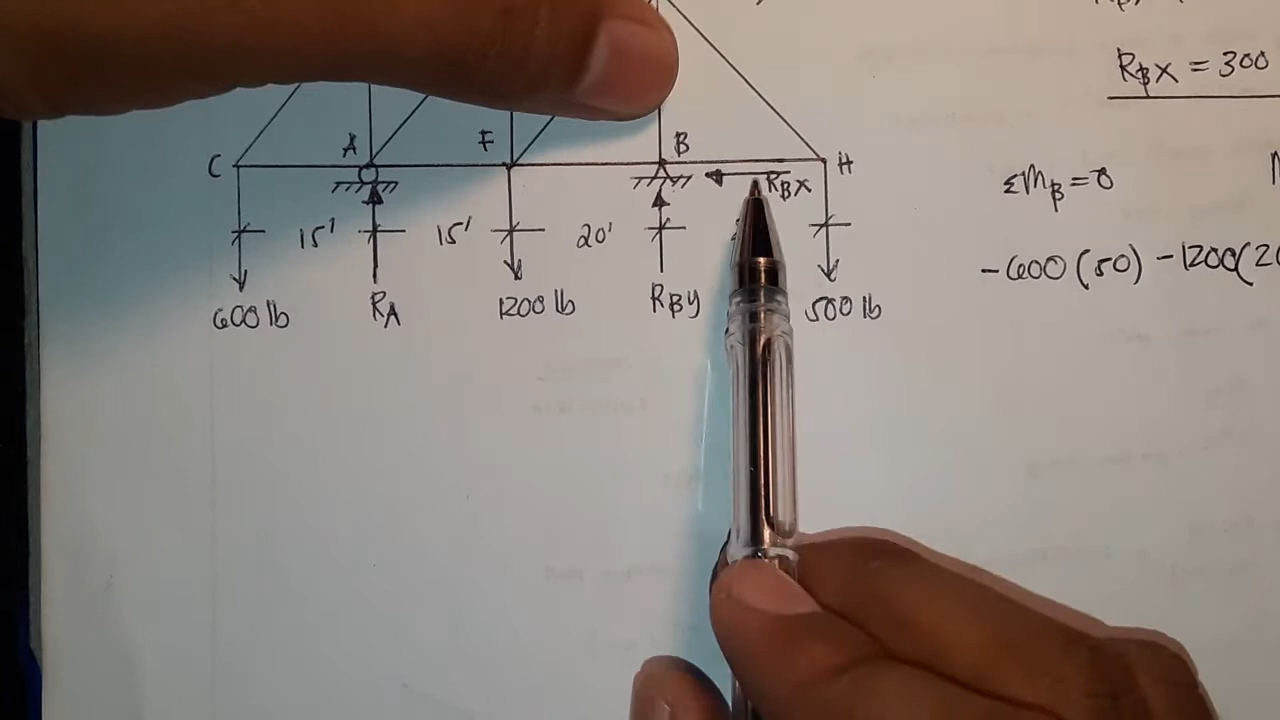 RBX = 300
C A F B H
RBX
ΣMB = 0
15' 15' 20'
-600 (50) - 1200(20
600 lb RA 1200 lb RBY 500 lb